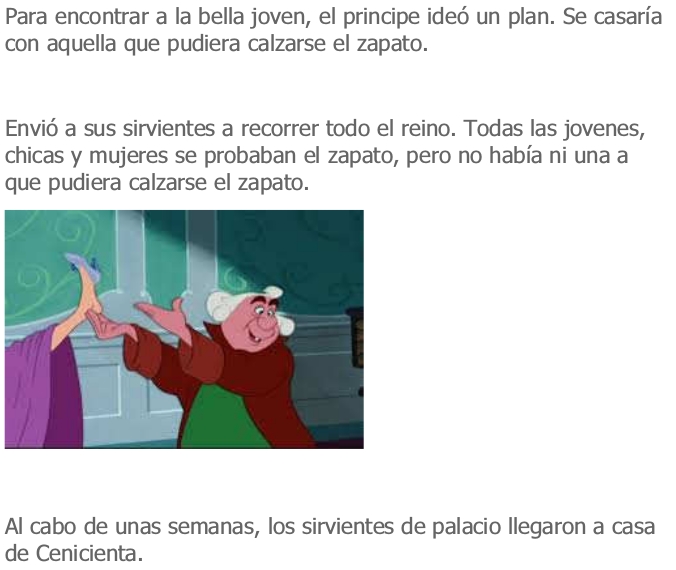 Para encontrar a la bella joven, el principe ideó un plan. Se casaría
con aquella que pudiera calzarse el zapato.
Envió a sus sirvientes a recorrer todo el reino. Todas las jovenes,
chicas y mujeres se probaban el zapato, pero no había ni una a
que pudiera calzarse el zapato.
Al cabo de unas semanas, los sirvientes de palacio llegaron a casa
de Cenicienta.